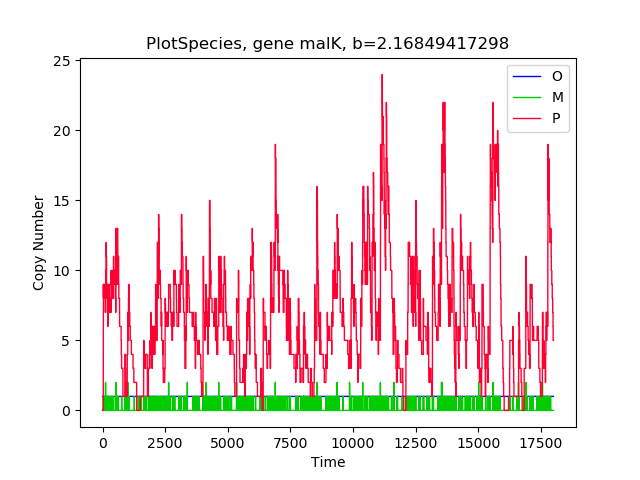 PlotSpecies, gene malK, b=2.16849417298
25
20
15
10
5
0
Copy Number
O
M
P
0 2500 5000 7500 10000 12500 15000 17500
Time